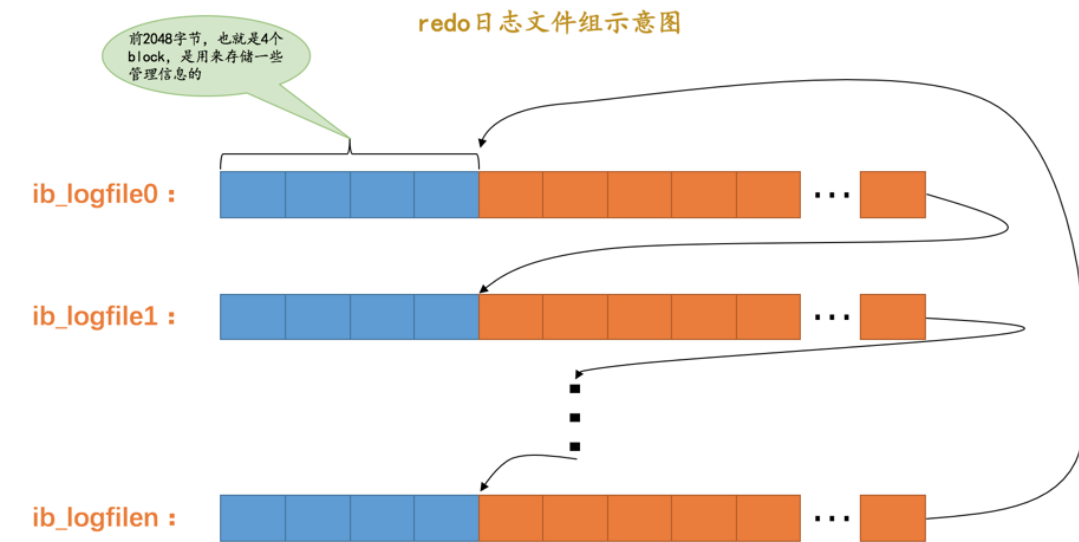 redo日志文件组示意图
前2048字节，也就是4个
block，是用来存储一些
管理信息的
ib_logfile0：
...
ib_logfile1：
...
ib_logfilen：
...